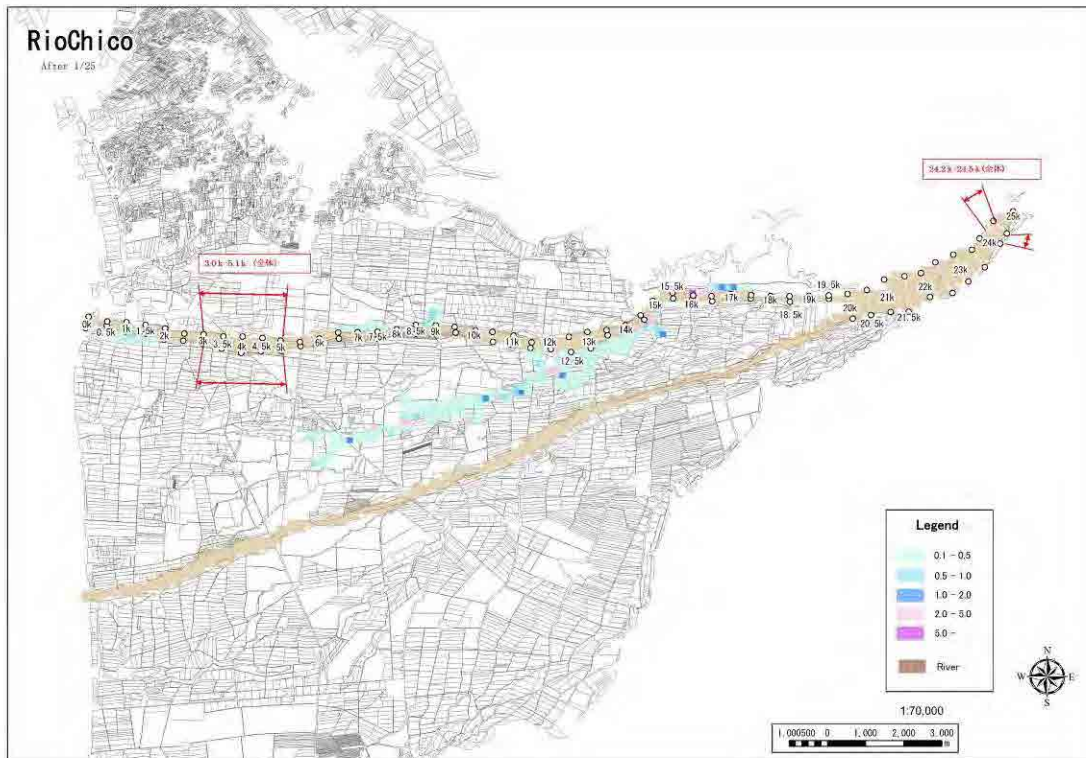 RioChico
After 1/25
24.2k-24.5k (全体)
3.0k-5.1k (全体)
25k
24k
23k
22k
21k
20k
21.5k
20.5k
19.5k
19k
18.5k
18k
17k
16k
15.5k
15k
14k
13k
12.5k
12k
11k
10k
9k
8.5k
8k
7.5k
7k
6k
5k
4.5k
4k
3.5k
3k
2k
1.5k
1k
0.5k
0k
Legend
0.1 - 0.5
0.5 - 1.0
1.0 - 2.0
2.0 - 5.0
5.0 -
River
N
W E
S
1:70,000
1,000500 0 1,000 2,000 3,000